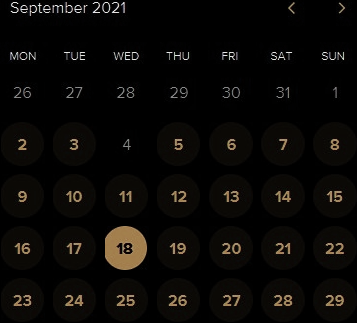 September 2021
MON TUE WED THU FRI SAT SUN
26 27 28 29 30 31 1
2 3 4 5 6 7 8
9 10 11 12 13 14 15
16 17 18 19 20 21 22
23 24 25 26 27 28 29